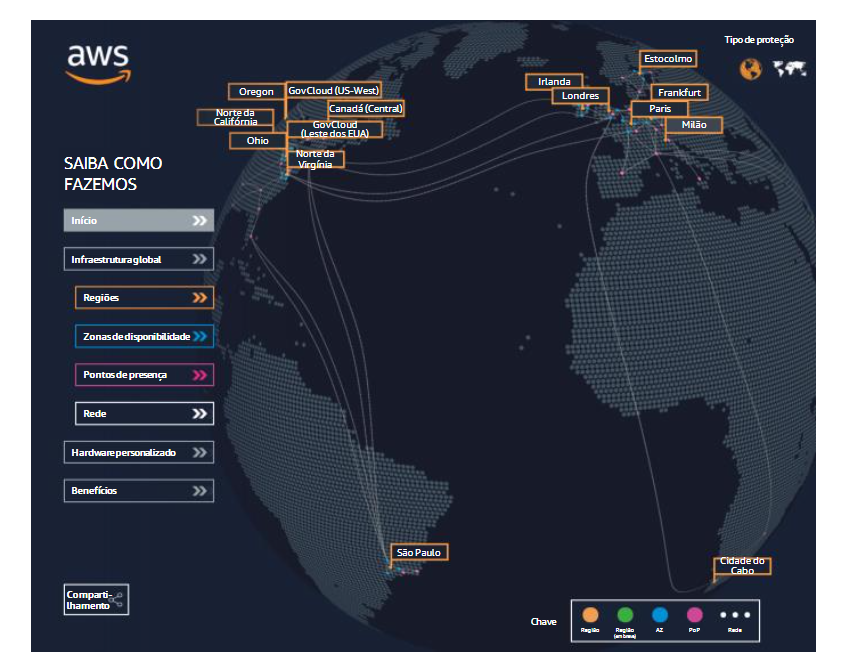 aws
Tipo de proteção
Estocolmo
Irlanda
Frankfurt
Londres
Paris
Milão
Oregon
GovCloud (US-West)
Canadá (Central)
Norte da
Califórnia
GovCloud
(Leste dos EUA)
Ohio
Norte da
Virgínia
SAIBA COMO
FAZEMOS
Início
Infraestrutura global
Regiões
Zonas de disponibilidade
Pontos de presença
Rede
Hardware personalizado
Benefícios
São Paulo
Cidade do
Cabo
Comparti-
lhamento
Chave
Região
Região
(em breve)
AZ
PoP
Rede